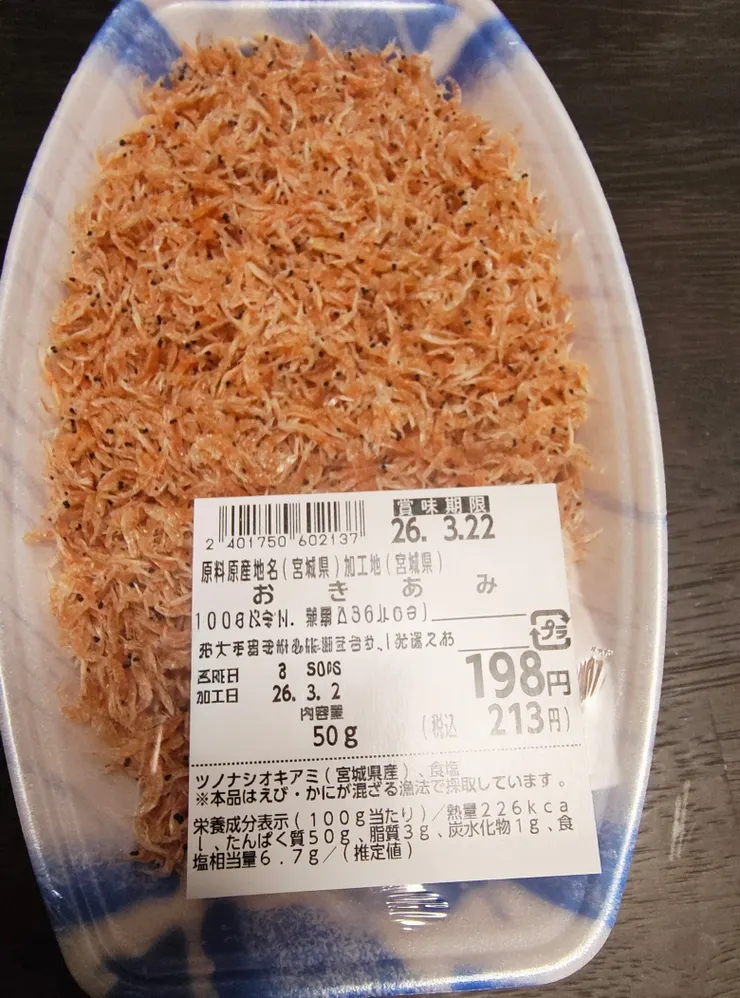 2 401750 602137
賞味期限
26. 3.22
原料原産地名(宮城県)加工地(宮城県)
おきあみ
プラ
198円
加工日 26. 3. 2
(税込 213円)
内容量
50g
ツノナシオキアミ(宮城県産)、食塩
※本品はえび・かにが混ざる漁法で採取しています。
栄養成分表示(100g当たり)/熱量226kca
l、たんぱく質50g、脂質3g、炭水化物1g、食
塩相当量6.7g/(推定値)